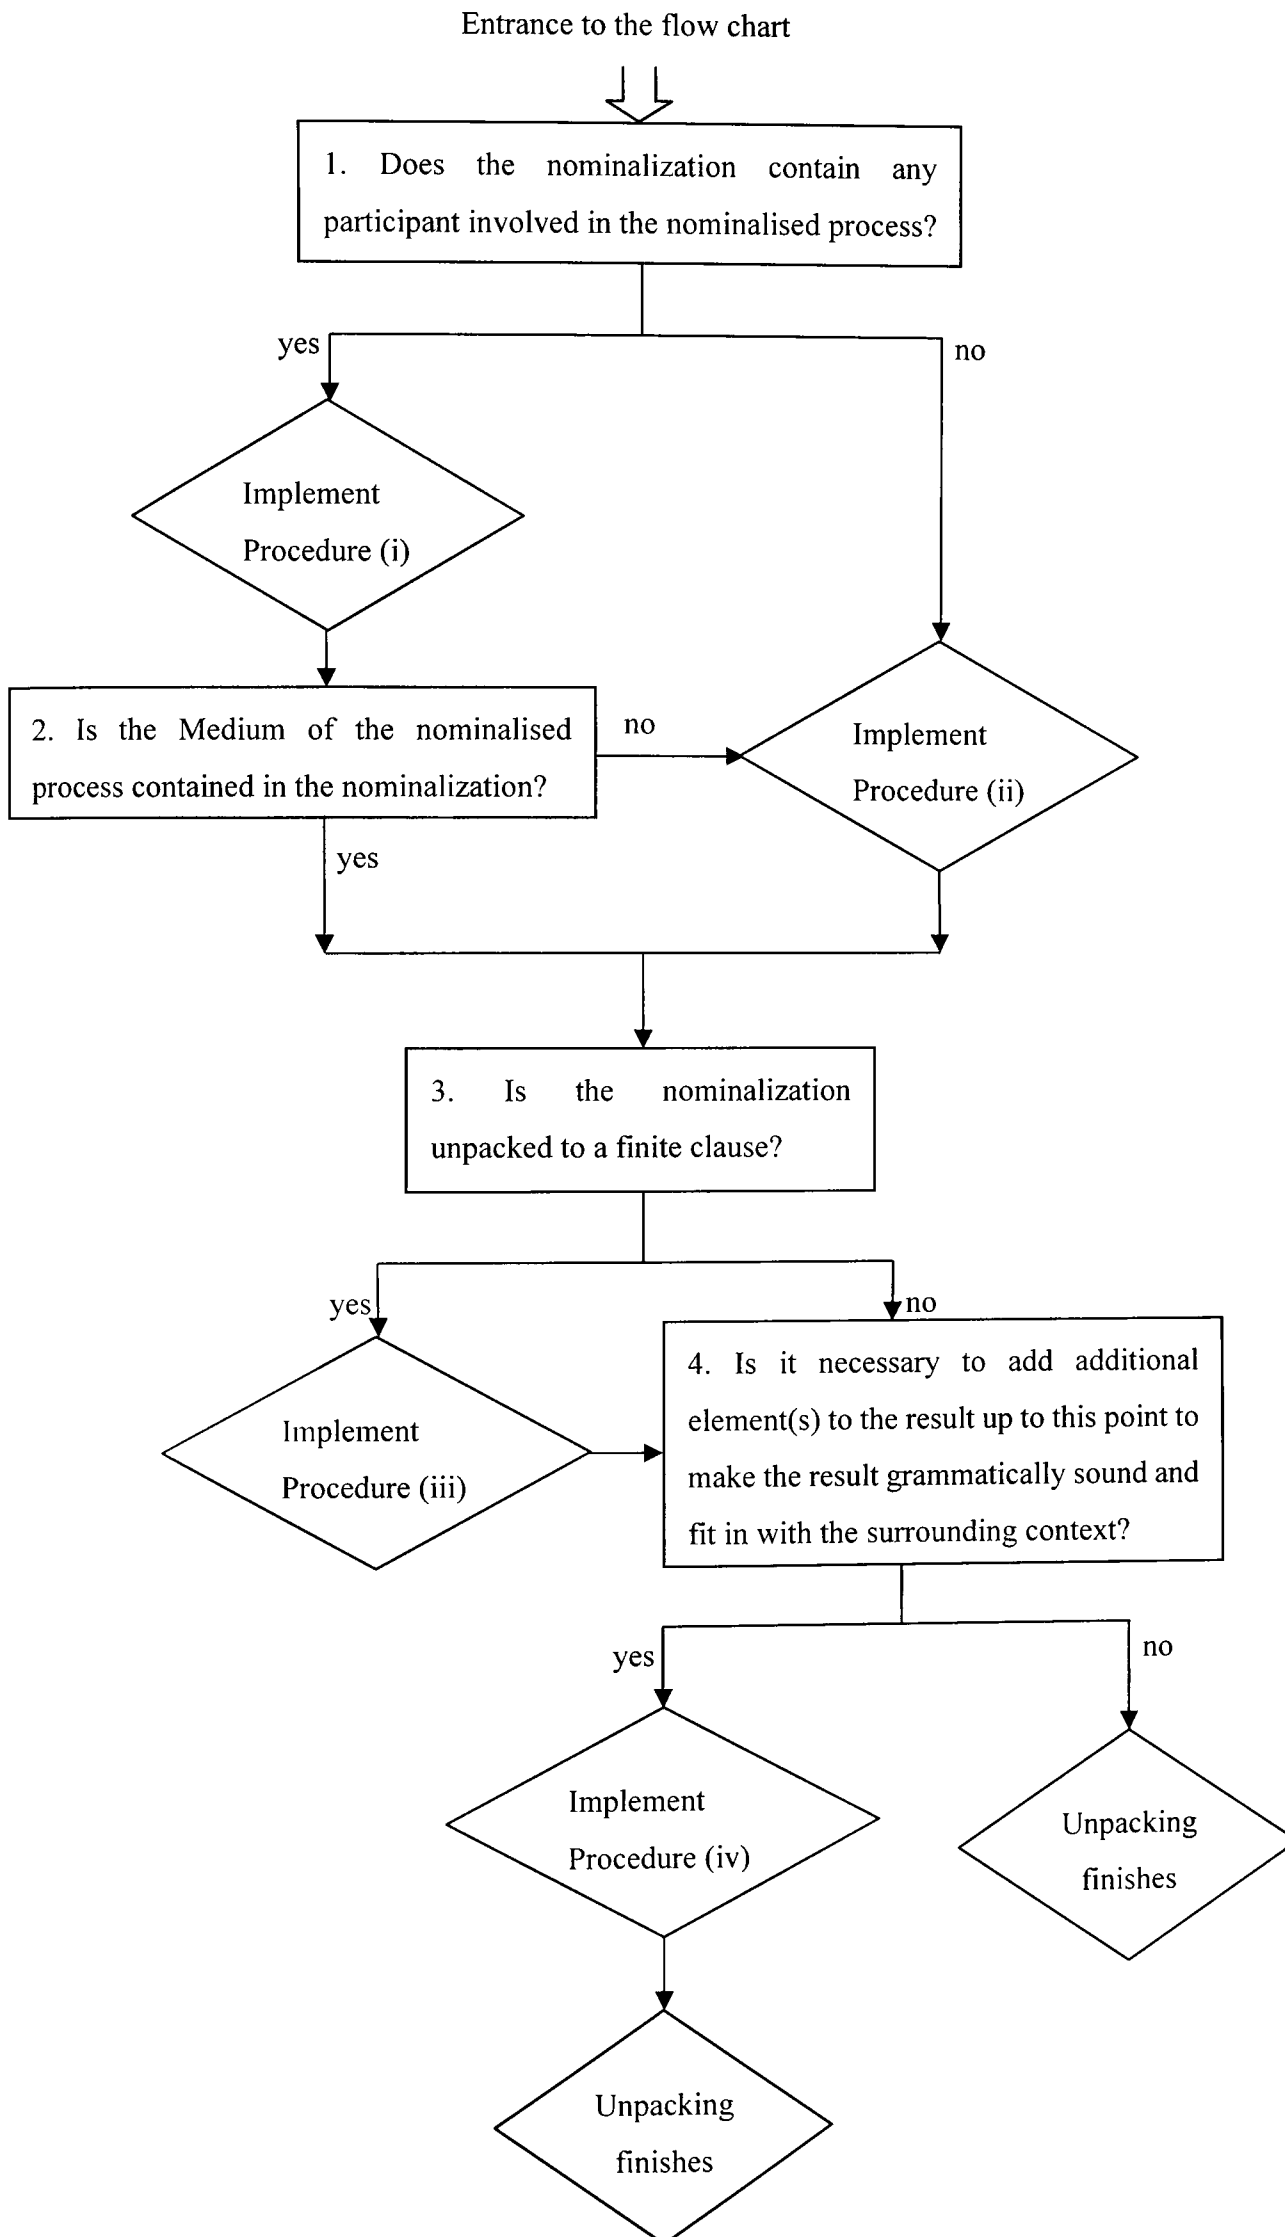 Entrance to the flow chart
1. Does the nominalization contain any
participant involved in the nominalised process?
yes
no
Implement
Procedure (i)
2. Is the Medium of the nominalised
process contained in the nominalization?
no
Implement
Procedure (ii)
yes
3. Is the nominalization
unpacked to a finite clause?
yes
no
Implement
Procedure (iii)
4. Is it necessary to add additional
element(s) to the result up to this point to
make the result grammatically sound and
fit in with the surrounding context?
yes
no
Implement
Procedure (iv)
Unpacking
finishes
Unpacking
finishes